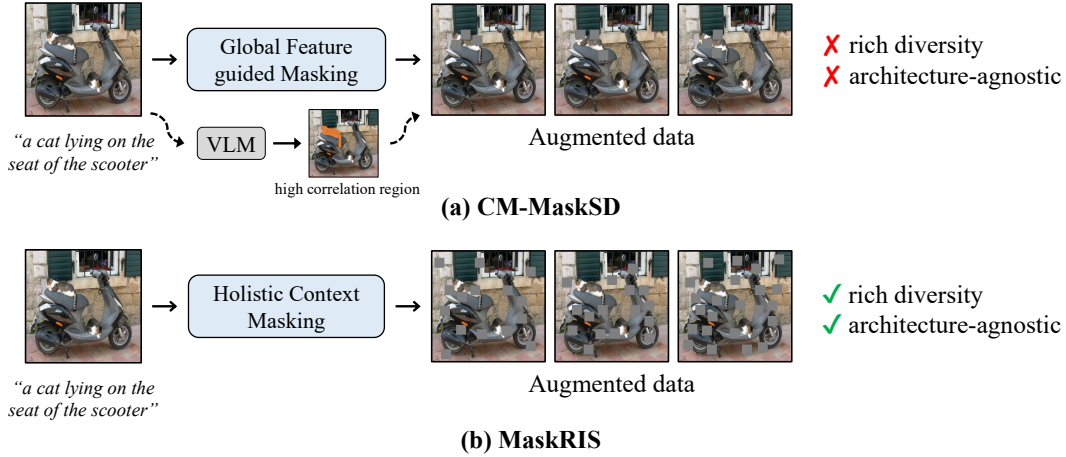 Global Feature
guided Masking
✗ rich diversity
✗ architecture-agnostic
"a cat lying on the
seat of the scooter"
VLM
high correlation region
Augmented data
(a) CM-MaskSD
Holistic Context
Masking
✓ rich diversity
✓ architecture-agnostic
"a cat lying on the
seat of the scooter"
Augmented data
(b) MaskRIS